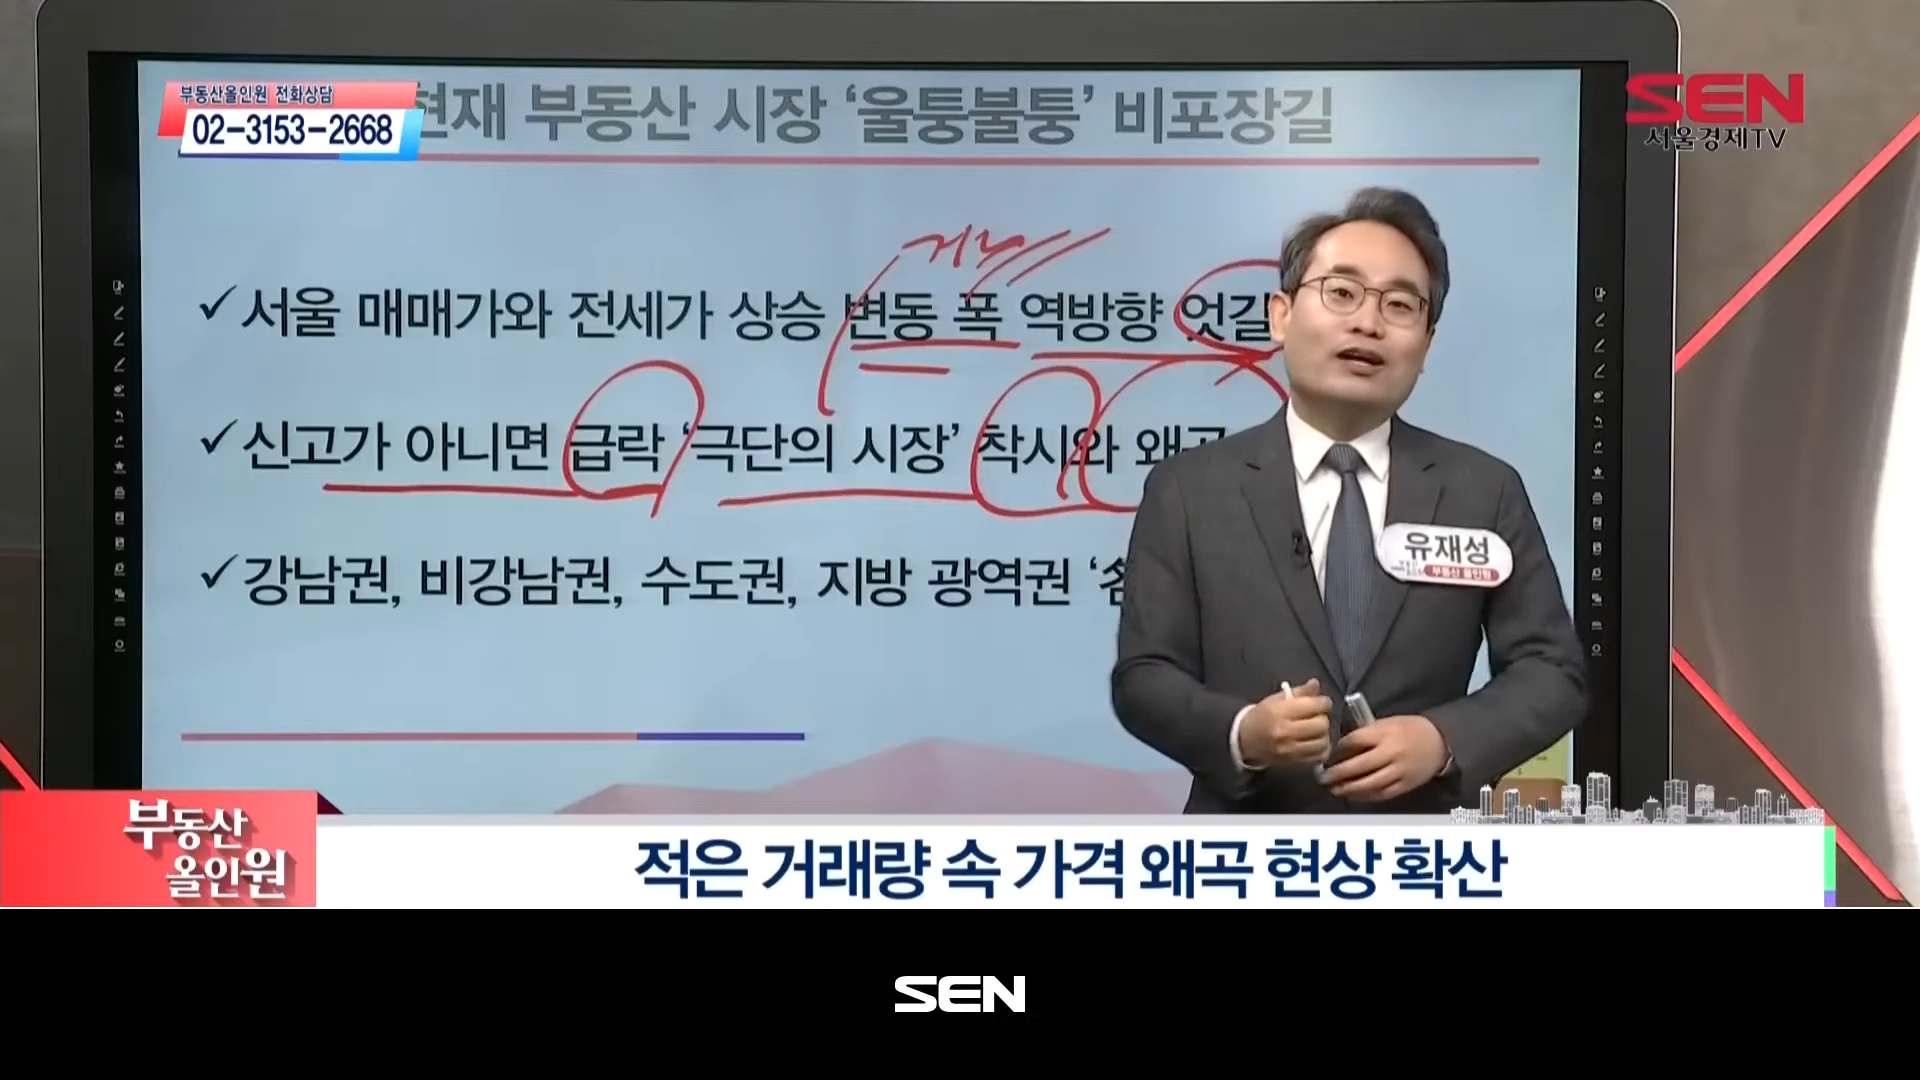 부동산올인원 전화상담
02-3153-2668
현재 부동산 시장 ‘울퉁불퉁’ 비포장길
SEN
서울경제TV
✓서울 매매가와 전세가 상승 변동 폭 역방향 엇길
✓신고가 아니면 급락 ‘극단의 시장’ 착시와 왜곡
✓강남권, 비강남권, 수도권, 지방 광역권 ‘
유재성
부동산 올인원
부동산
올인원
적은 거래량 속 가격 왜곡 현상 확산
SEN